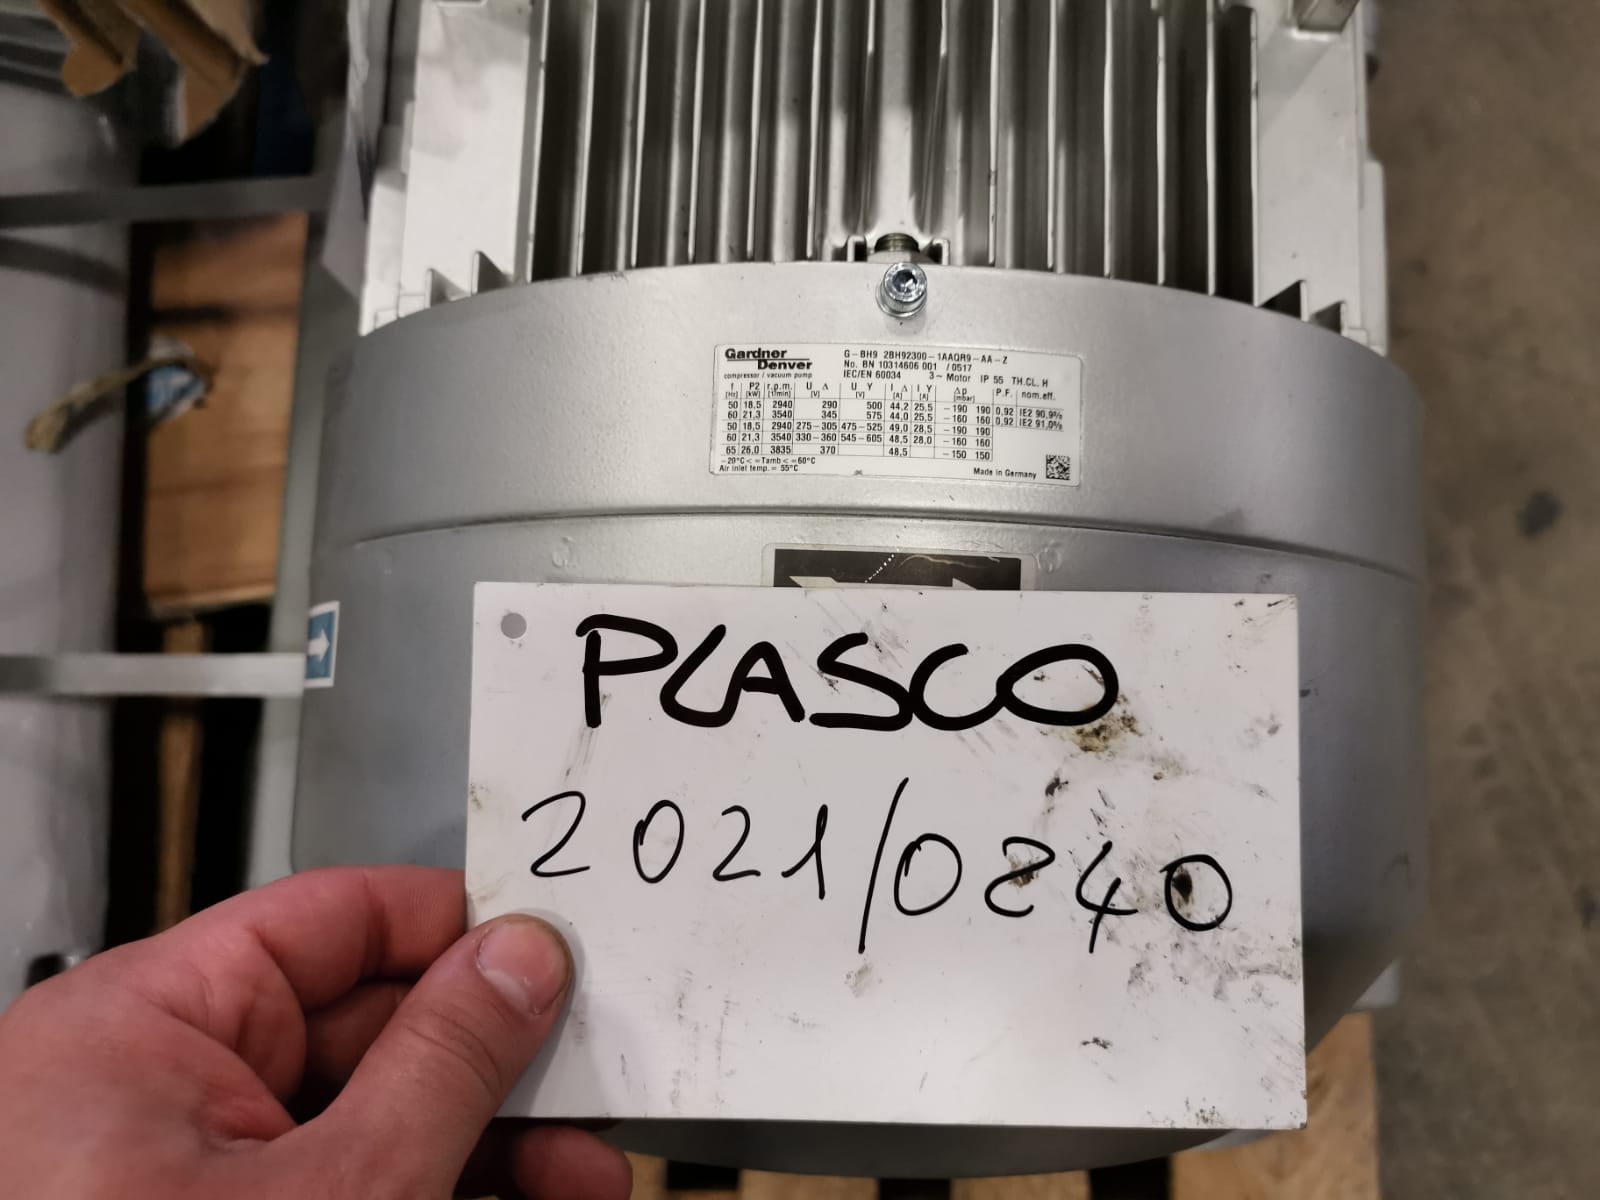 Gardner
Denver
compressor / vacuum pump
G-BH9 2BH92300-1AAQR9-AA-Z
No. BN 10314606 001 /0517
IEC/EN 60034 3~ Motor IP 55 TH.CL. H
f P2 r.p.m. U Δ U Y I Δ I Y Δp P.F. nom.eff.
[Hz] [kW] [1/min] [V] [V] [A] [A] [mbar]
50 18,5 2940 290 500 44,2 25,5 -190 190 0,92 IE2 90,9%
60 21,3 3540 345 575 44,0 25,5 -160 160 0,92 IE2 91,0%
50 18,5 2940 275-305 475-525 49,0 28,5 -190 190
60 21,3 3540 330-360 545-605 48,5 28,0 -160 160
65 26,0 3835 370 48,5 -150 150
-20°C<=Tamb<=60°C
Air inlet temp.= 55°C
Made in Germany
PLASCO
2021/0240